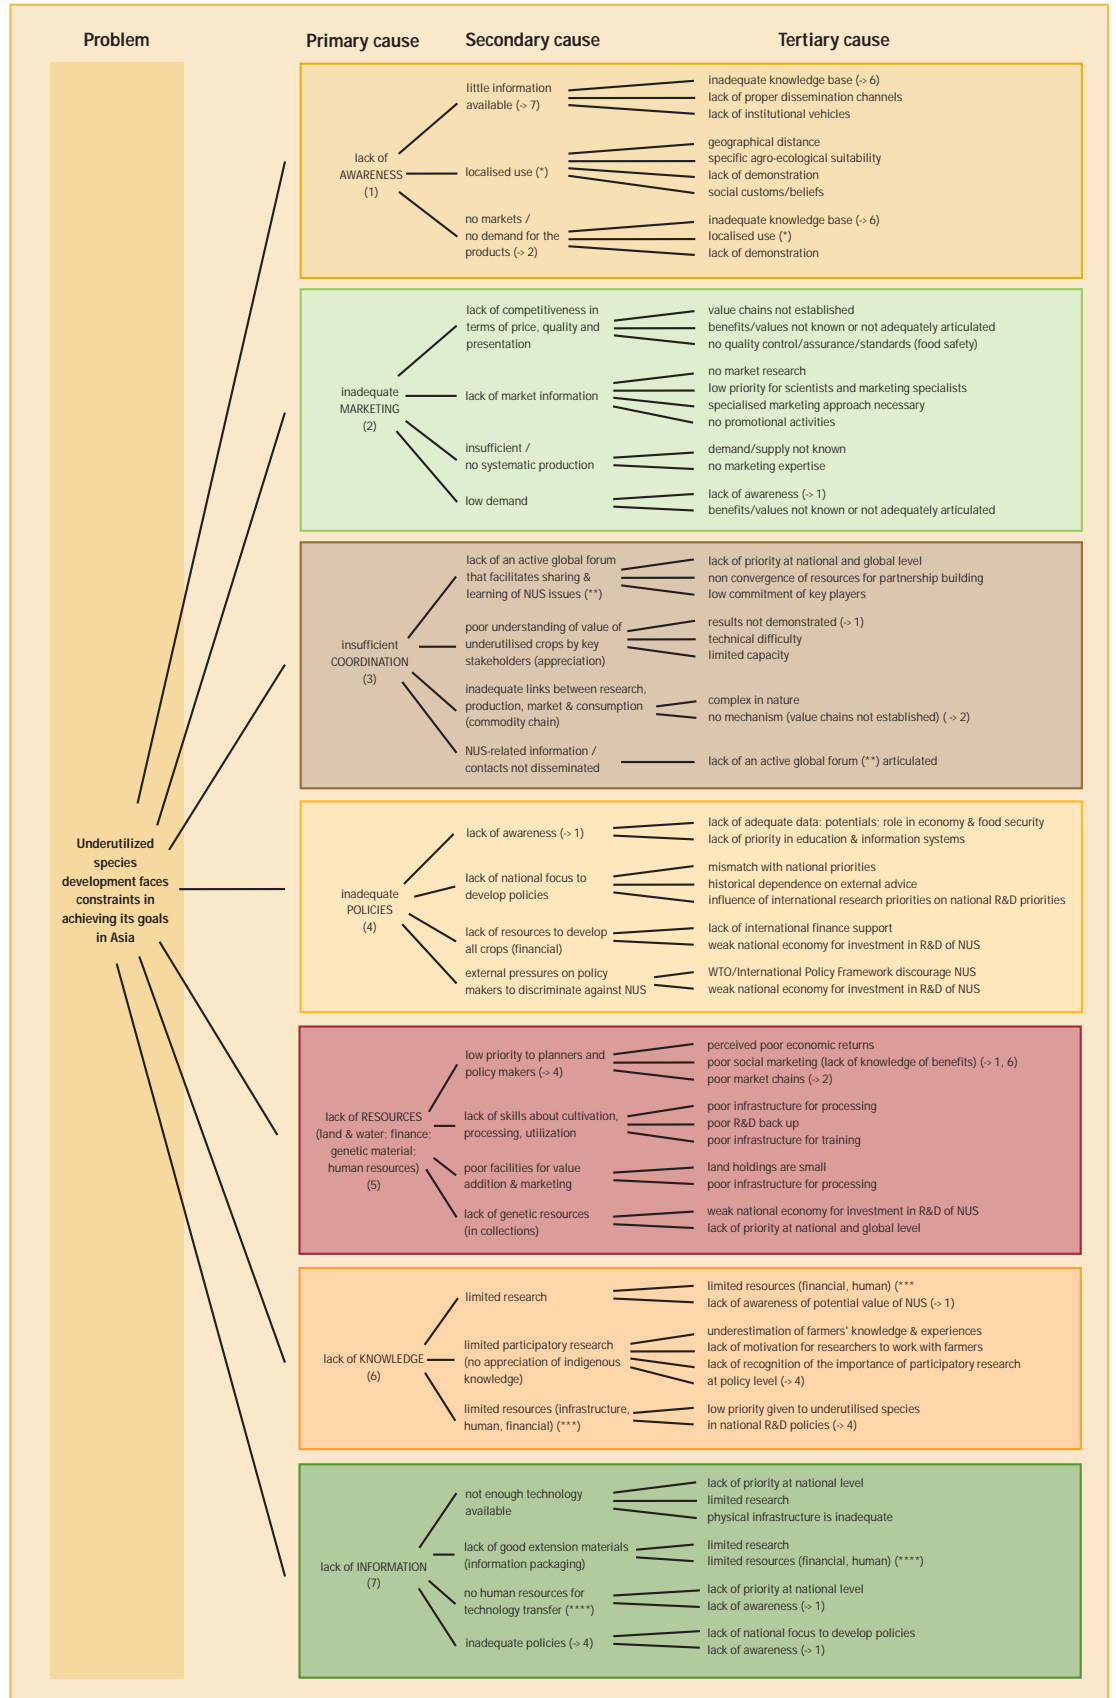 Problem
Primary cause
Secondary cause
Tertiary cause
Underutilized
species
development faces
constraints in
achieving its goals
in Asia
lack of
AWARENESS
(1)
little information
available (-> 7)
inadequate knowledge base (-> 6)
lack of proper dissemination channels
lack of institutional vehicles
localised use (*)
geographical distance
specific agro-ecological suitability
lack of demonstration
social customs/beliefs
no markets /
no demand for the
products (-> 2)
inadequate knowledge base (-> 6)
localised use (*)
lack of demonstration
inadequate
MARKETING
(2)
lack of competitiveness in
terms of price, quality and
presentation
value chains not established
benefits/values not known or not adequately articulated
no quality control/assurance/standards (food safety)
lack of market information
no market research
low priority for scientists and marketing specialists
specialised marketing approach necessary
no promotional activities
insufficient /
no systematic production
demand/supply not known
no marketing expertise
low demand
lack of awareness (-> 1)
benefits/values not known or not adequately articulated
insufficient
COORDINATION
(3)
lack of an active global forum
that facilitates sharing &
learning of NUS issues (**)
lack of priority at national and global level
non convergence of resources for partnership building
low commitment of key players
poor understanding of value of
underutilised crops by key
stakeholders (appreciation)
results not demonstrated (-> 1)
technical difficulty
limited capacity
inadequate links between research,
production, market & consumption
(commodity chain)
complex in nature
no mechanism (value chains not established) ( -> 2)
NUS-related information /
contacts not disseminated
lack of an active global forum (**) articulated
inadequate
POLICIES
(4)
lack of awareness (-> 1)
lack of adequate data: potentials; role in economy & food security
lack of priority in education & information systems
lack of national focus to
develop policies
mismatch with national priorities
historical dependence on external advice
influence of international research priorities on national R&D priorities
lack of resources to develop
all crops (financial)
lack of international finance support
weak national economy for investment in R&D of NUS
external pressures on policy
makers to discriminate against NUS
WTO/International Policy Framework discourage NUS
weak national economy for investment in R&D of NUS
lack of RESOURCES
(land & water; finance;
genetic material;
human resources)
(5)
low priority to planners and
policy makers (-> 4)
perceived poor economic returns
poor social marketing (lack of knowledge of benefits) (-> 1, 6)
poor market chains (-> 2)
lack of skills about cultivation,
processing, utilization
poor infrastructure for processing
poor R&D back up
poor infrastructure for training
poor facilities for value
addition & marketing
land holdings are small
poor infrastructure for processing
lack of genetic resources
(in collections)
weak national economy for investment in R&D of NUS
lack of priority at national and global level
lack of KNOWLEDGE
(6)
limited research
limited resources (financial, human) (***
lack of awareness of potential value of NUS (-> 1)
limited participatory research
(no appreciation of indigenous
knowledge)
underestimation of farmers' knowledge & experiences
lack of motivation for researchers to work with farmers
lack of recognition of the importance of participatory research
at policy level (-> 4)
limited resources (infrastructure,
human, financial) (***)
low priority given to underutilised species
in national R&D policies (-> 4)
lack of INFORMATION
(7)
not enough technology
available
lack of priority at national level
limited research
physical infrastructure is inadequate
lack of good extension materials
(information packaging)
limited research
limited resources (financial, human) (****)
no human resources for
technology transfer (****)
lack of priority at national level
lack of awareness (-> 1)
inadequate policies (-> 4)
lack of national focus to develop policies
lack of awareness (-> 1)